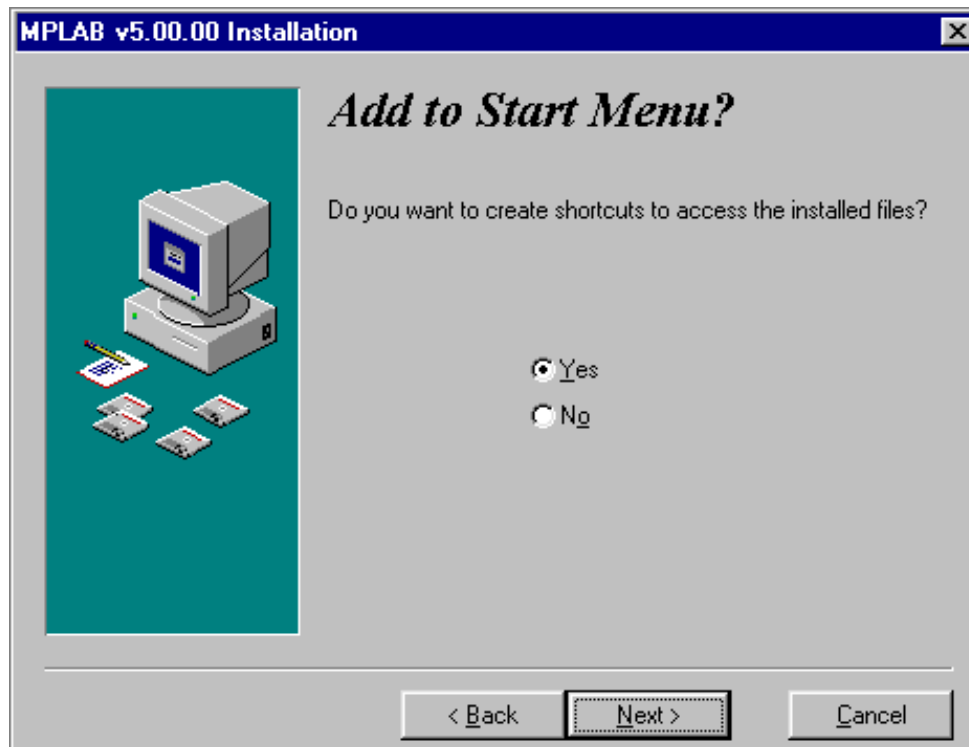 MPLAB v5.00.00 Installation
Add to Start Menu?
Do you want to create shortcuts to access the installed files?
Yes
No
< Back Next > Cancel